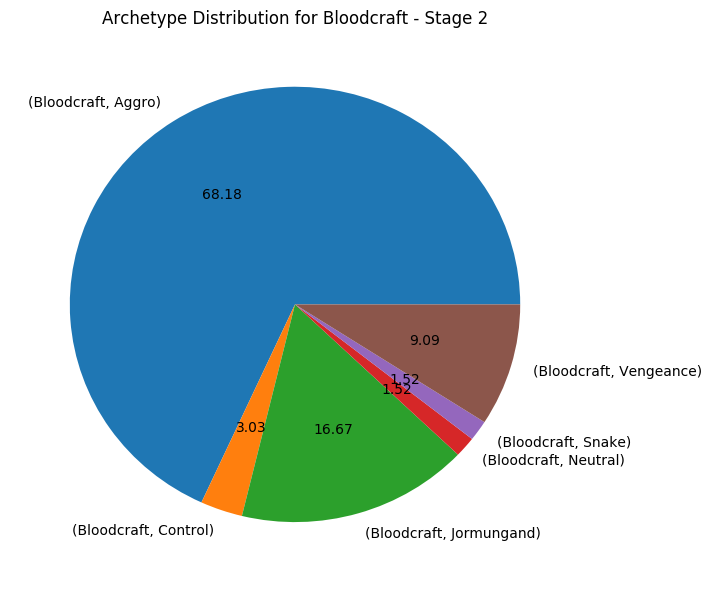 Archetype Distribution for Bloodcraft - Stage 2
(Bloodcraft, Aggro)
68.18
9.09
(Bloodcraft, Vengeance)
1.52
1.52
3.03
16.67
(Bloodcraft, Snake)
(Bloodcraft, Neutral)
(Bloodcraft, Control)
(Bloodcraft, Jormungand)